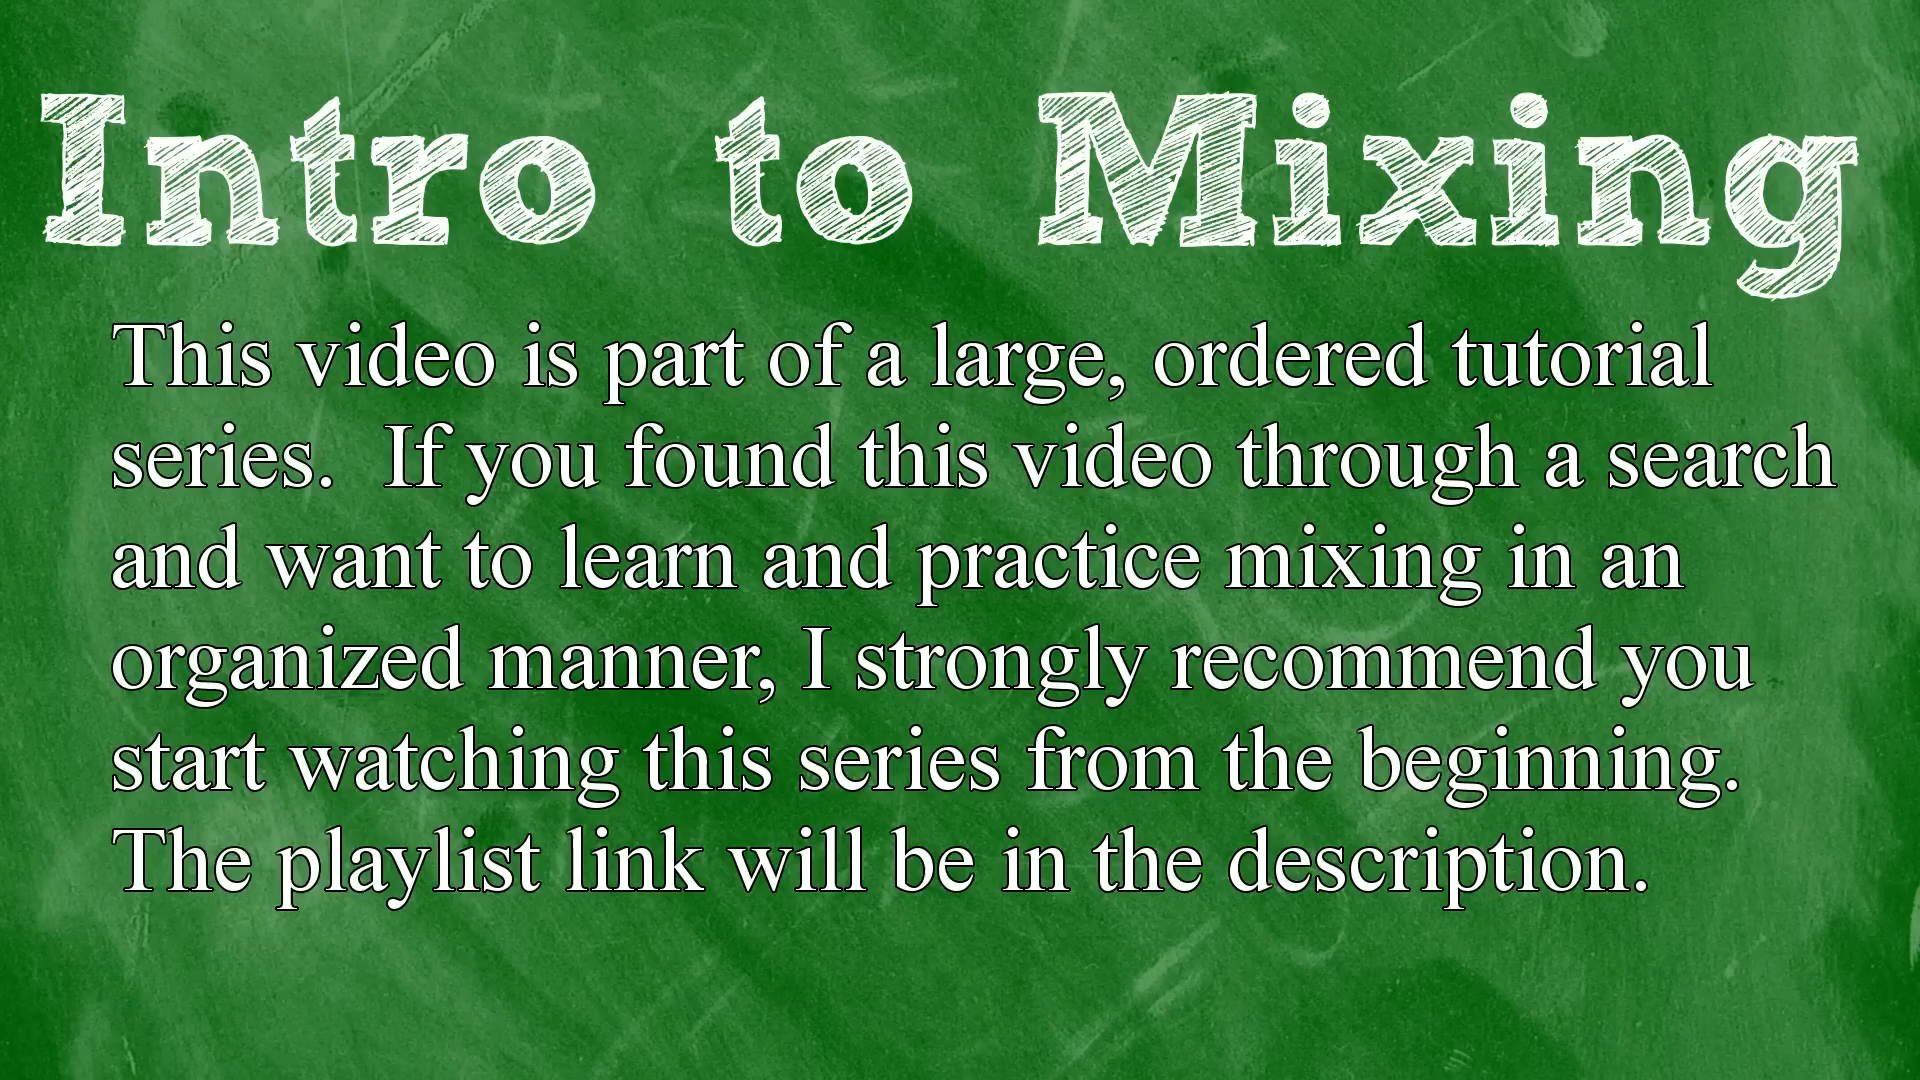 Intro to Mixing
This video is part of a large, ordered tutorial
series.  If you found this video through a search
and want to learn and practice mixing in an
organized manner, I strongly recommend you
start watching this series from the beginning.
The playlist link will be in the description.